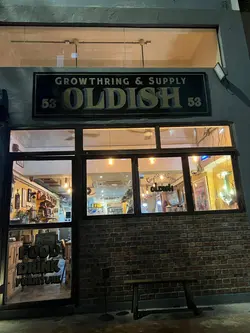 GROWTHRING & SUPPLY
53 OLDISH 53
OLDISH